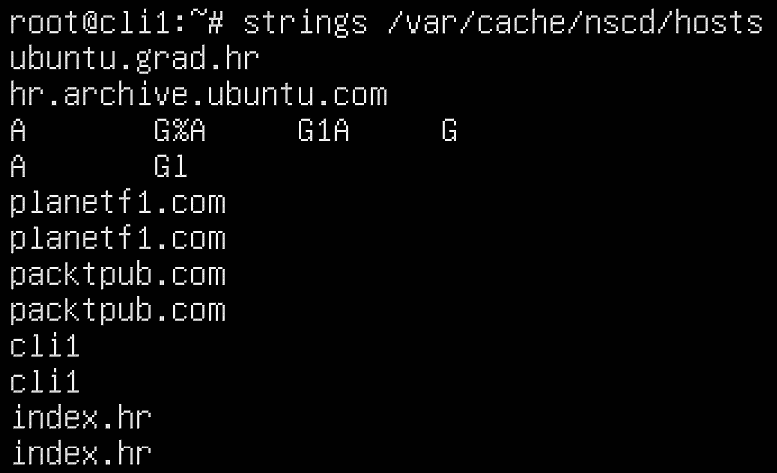 root@cli1:~# strings /var/cache/nscd/hosts
ubuntu.grad.hr
hr.archive.ubuntu.com
A       G%A     G1A     G
A       Gl
planetf1.com
planetf1.com
packtpub.com
packtpub.com
cli1
cli1
index.hr
index.hr